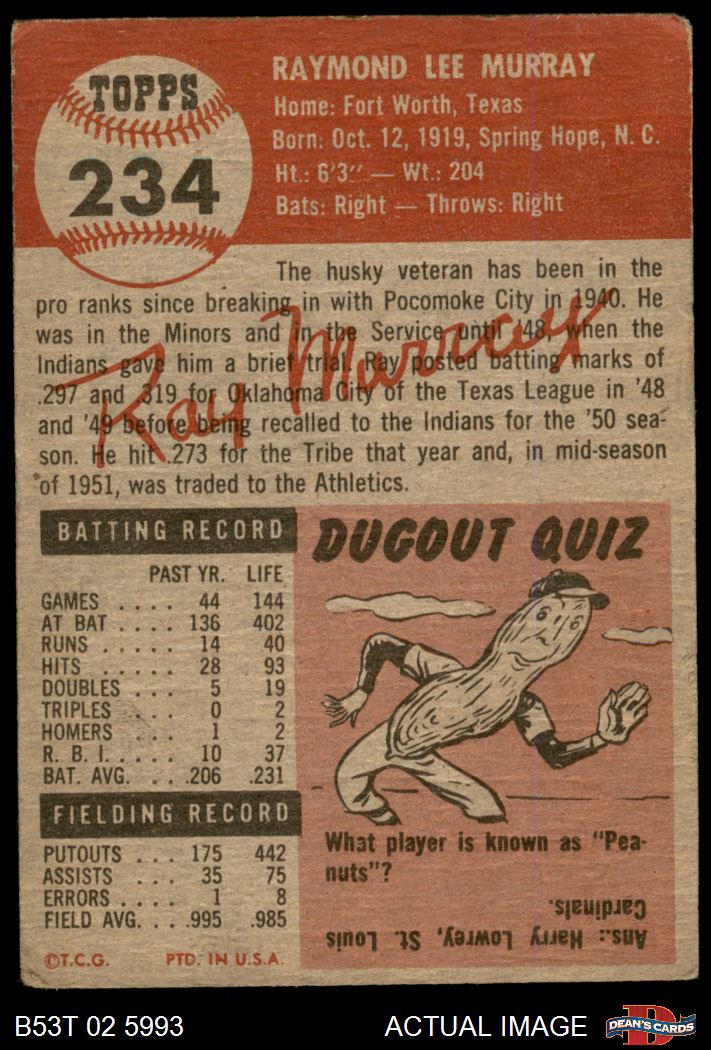 TOPPS
234
RAYMOND LEE MURRAY
Home: Fort Worth, Texas
Born: Oct. 12, 1919, Spring Hope, N. C.
Ht.: 6'3" — Wt.: 204
Bats: Right — Throws: Right
The husky veteran has been in the
pro ranks since breaking in with Pocomoke City in 1940. He
was in the Minors and in the Service until '48, when the
Indians gave him a brief trial. Ray posted batting marks of
.297 and .319 for Oklahoma City of the Texas League in '48
and '49 before being recalled to the Indians for the '50 sea-
son. He hit .273 for the Tribe that year and, in mid-season
of 1951, was traded to the Athletics.
Ray Murray
BATTING RECORD
PAST YR. LIFE
GAMES .... 44 144
AT BAT .... 136 402
RUNS ..... 14 40
HITS ..... 28 93
DOUBLES ... 5 19
TRIPLES ... 0 2
HOMERS ... 1 2
R. B. I. .... 10 37
BAT. AVG. ... .206 .231
FIELDING RECORD
PUTOUTS ... 175 442
ASSISTS ... 35 75
ERRORS .... 1 8
FIELD AVG. ... .995 .985
©T.C.G. PTD. IN U.S.A.
DUGOUT QUIZ
What player is known as "Pea-
nuts"?
Ans.: Harry Lowrey, St. Louis
Cardinals.
B53T 02 5993
ACTUAL IMAGE
D
DEAN'S CARDS